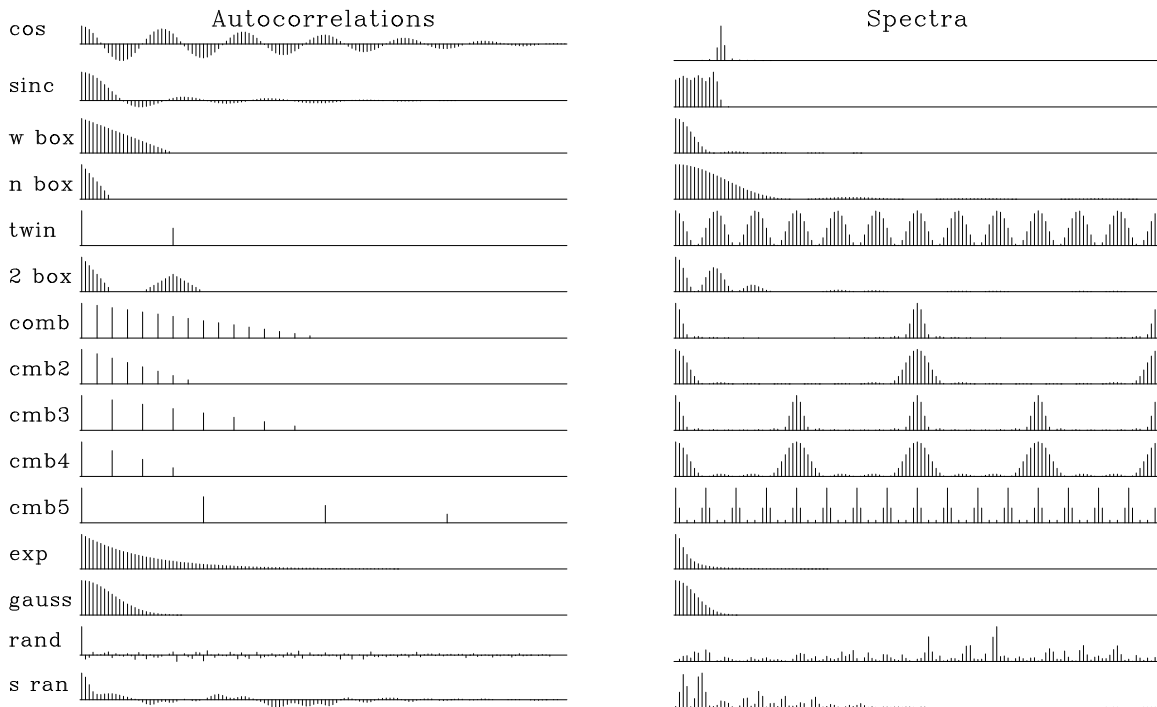 Autocorrelations
Spectra
cos
sinc
w box
n box
twin
2 box
comb
cmb2
cmb3
cmb4
cmb5
exp
gauss
rand
s ran